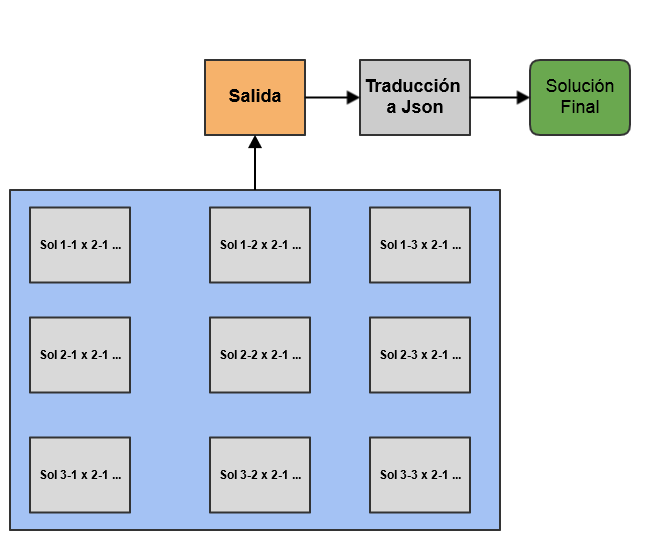 Salida
Traducción
a Json
Solución
Final
Sol 1-1 x 2-1 ...
Sol 1-2 x 2-1 ...
Sol 1-3 x 2-1 ...
Sol 2-1 x 2-1 ...
Sol 2-2 x 2-1 ...
Sol 2-3 x 2-1 ...
Sol 3-1 x 2-1 ...
Sol 3-2 x 2-1 ...
Sol 3-3 x 2-1 ...